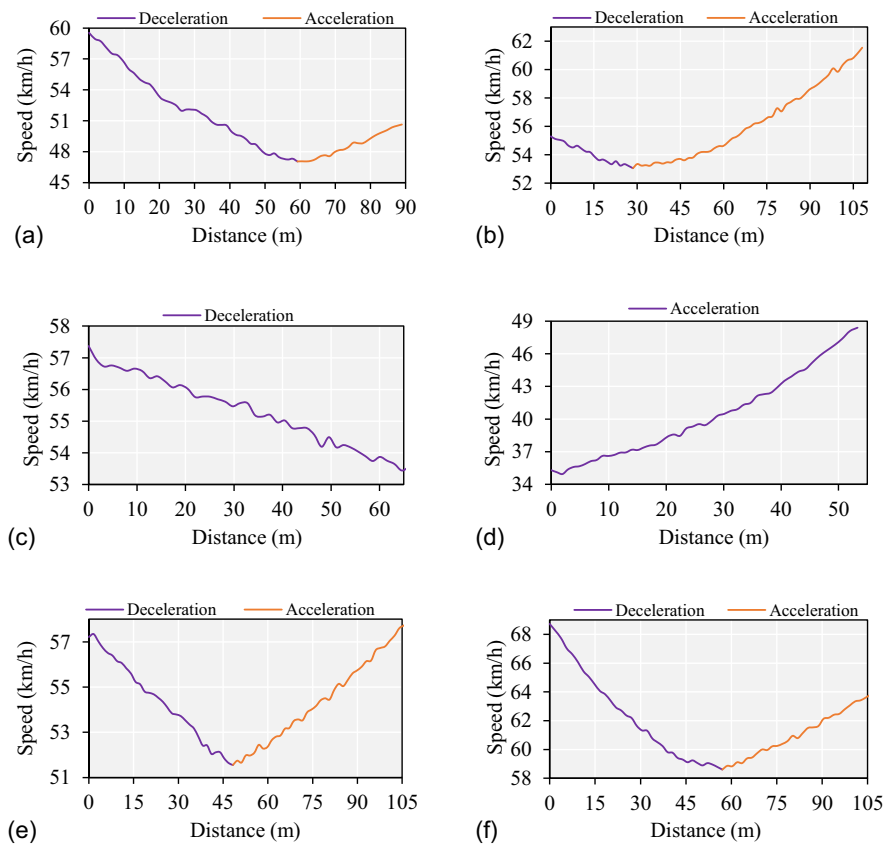 Deceleration Acceleration
Speed (km/h)
60
57
54
51
48
45
0 10 20 30 40 50 60 70 80 90
Distance (m)
(a)
Deceleration Acceleration
Speed (km/h)
62
60
58
56
54
52
0 15 30 45 60 75 90 105
Distance (m)
(b)
Deceleration
Speed (km/h)
58
57
56
55
54
53
0 10 20 30 40 50 60
Distance (m)
(c)
Acceleration
Speed (km/h)
49
46
43
40
37
34
0 10 20 30 40 50
Distance (m)
(d)
Deceleration Acceleration
Speed (km/h)
57
55
53
51
0 15 30 45 60 75 90 105
Distance (m)
(e)
Deceleration Acceleration
Speed (km/h)
68
66
64
62
60
58
0 15 30 45 60 75 90 105
Distance (m)
(f)